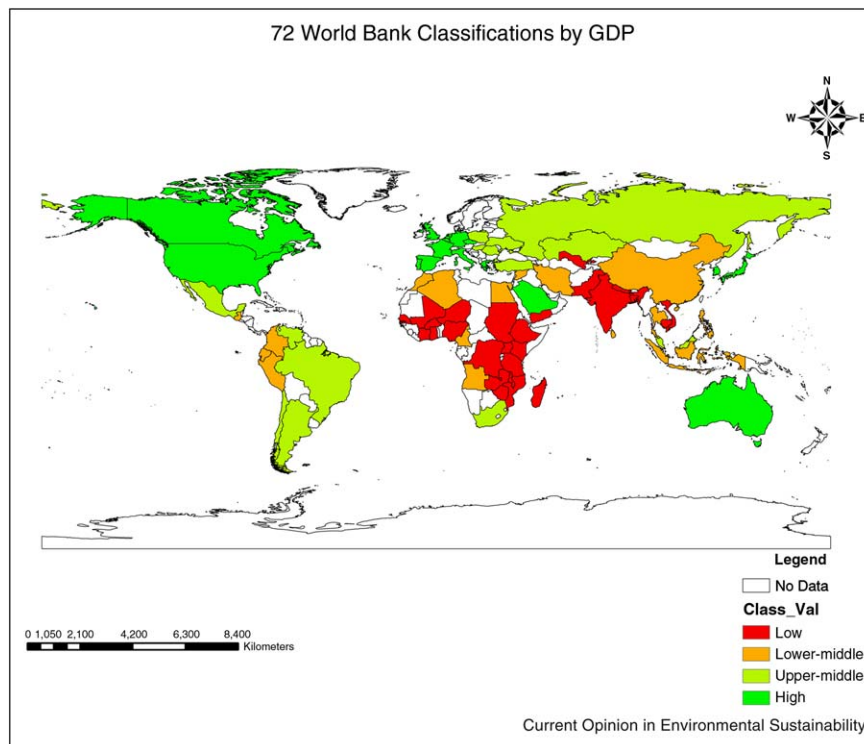 72 World Bank Classifications by GDP
N
W E
S
Legend
No Data
Class_Val
Low
Lower-middle
Upper-middle
High
0 1,050 2,100 4,200 6,300 8,400
Kilometers
Current Opinion in Environmental Sustainability